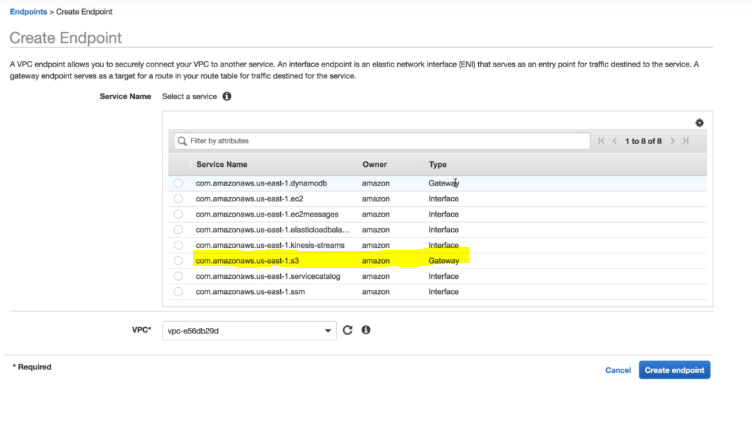 Endpoints > Create Endpoint
Create Endpoint
A VPC endpoint allows you to securely connect your VPC to another service. An interface endpoint is an elastic network interface (ENI) that serves as an entry point for traffic destined to the service. A
gateway endpoint serves as a target for a route in your route table for traffic destined for the service.
Service Name Select a service
Filter by attributes 1 to 8 of 8
Service Name Owner Type
com.amazonaws.us-east-1.dynamodb amazon Gateway
com.amazonaws.us-east-1.ec2 amazon Interface
com.amazonaws.us-east-1.ec2messages amazon Interface
com.amazonaws.us-east-1.elasticloadbala... amazon Interface
com.amazonaws.us-east-1.kinesis-streams amazon Interface
com.amazonaws.us-east-1.s3 amazon Gateway
com.amazonaws.us-east-1.servicecatalog amazon Interface
com.amazonaws.us-east-1.ssm amazon Interface
VPC* vpc-e56db29d
* Required
Cancel Create endpoint